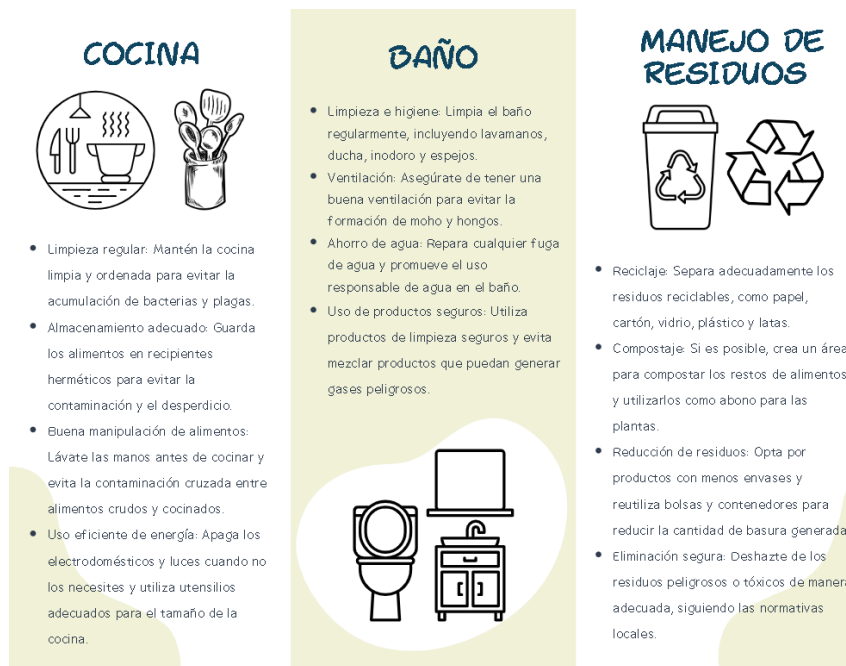 COCINA
Limpieza regular: Mantén la cocina
limpia y ordenada para evitar la
acumulación de bacterias y plagas.
Almacenamiento adecuado: Guarda
los alimentos en recipientes
herméticos para evitar la
contaminación y el desperdicio.
Buena manipulación de alimentos:
Lávate las manos antes de cocinar y
evita la contaminación cruzada entre
alimentos crudos y cocinados.
Uso eficiente de energía: Apaga los
electrodomésticos y luces cuando no
los necesites y utiliza utensilios
adecuados para el tamaño de la
cocina.
BAÑO
Limpieza e higiene: Limpia el baño
regularmente, incluyendo lavamanos,
ducha, inodoro y espejos.
Ventilación: Asegúrate de tener una
buena ventilación para evitar la
formación de moho y hongos.
Ahorro de agua: Repara cualquier fuga
de agua y promueve el uso
responsable de agua en el baño.
Uso de productos seguros: Utiliza
productos de limpieza seguros y evita
mezclar productos que puedan generar
gases peligrosos.
MANEJO DE
RESIDUOS
Reciclaje: Separa adecuadamente los
residuos reciclables, como papel,
cartón, vidrio, plástico y latas.
Compostaje: Si es posible, crea un área
para compostar los restos de alimentos
y utilizarlos como abono para las
plantas.
Reducción de residuos: Opta por
productos con menos envases y
reutiliza bolsas y contenedores para
reducir la cantidad de basura generada
Eliminación segura: Deshazte de los
residuos peligrosos o tóxicos de manera
adecuada, siguiendo las normativas
locales.